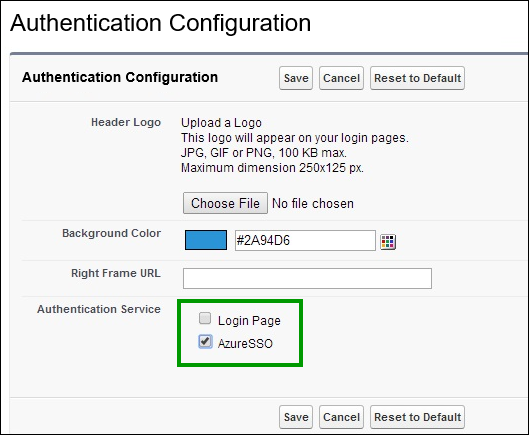 Authentication Configuration
Authentication Configuration Save Cancel Reset to Default
Header Logo Upload a Logo
This logo will appear on your login pages.
JPG, GIF or PNG, 100 KB max.
Maximum dimension 250x125 px.
Choose File No file chosen
Background Color #2A94D6
Right Frame URL
Authentication Service
Login Page
AzureSSO
Save Cancel Reset to Default